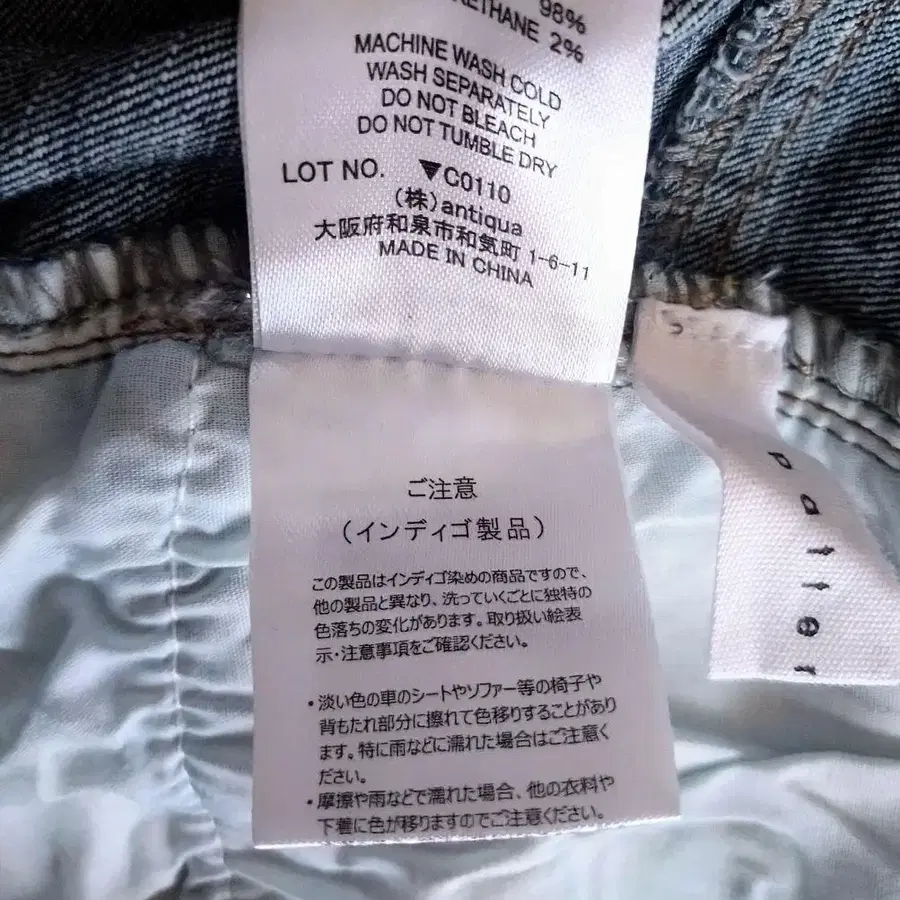 98%
2%
MACHINE WASH COLD
WASH SEPARATELY
DO NOT BLEACH
DO NOT TUMBLE DRY
LOT NO. ▼C0110
(株)antiqua
大阪府和泉市和気町 1-6-11
MADE IN CHINA
ご注意
(インディゴ製品)
この製品はインディゴ染めの商品ですので、
他の製品と異なり、洗っていくごとに独特の
色落ちの変化があります。取り扱い絵表
示・注意事項をご確認ください。
・淡い色の車のシートやソファー等の椅子や
背もたれ部分に擦れて色移りすることがあり
ます。特に雨などに濡れた場合はご注意く
ださい。
・摩擦や雨などで濡れた場合、他の衣料や
下着に色が移りますのでご注意ください。